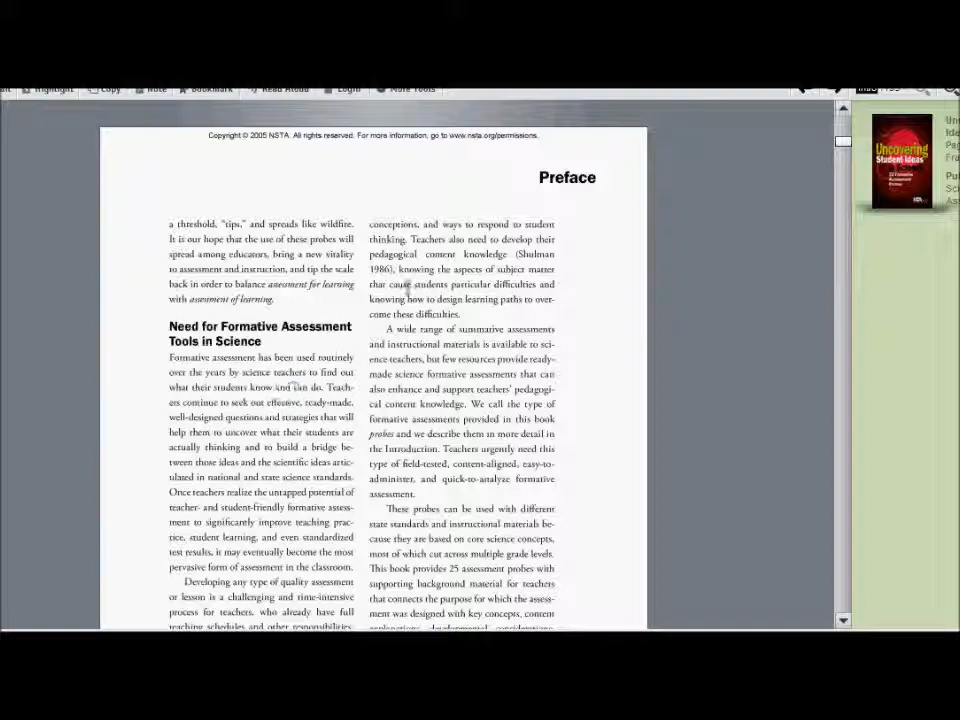 Highlight Copy Note Bookmark Read Aloud Login More Tools
Copyright © 2005 NSTA. All rights reserved. For more information, go to www.nsta.org/permissions.
Preface
a threshold, "tips," and spreads like wildfire.
It is our hope that the use of these probes will
spread among educators, bring a new vitality
to assessment and instruction, and tip the scale
back in order to balance assessment for learning
with assessment of learning.
Need for Formative Assessment
Tools in Science
Formative assessment has been used routinely
over the years by science teachers to find out
what their students know and can do. Teach-
ers continue to seek out effective, ready-made,
well-designed questions and strategies that will
help them to uncover what their students are
actually thinking and to build a bridge be-
tween those ideas and the scientific ideas artic-
ulated in national and state science standards.
Once teachers realize the untapped potential of
teacher- and student-friendly formative assess-
ment to significantly improve teaching prac-
tice, student learning, and even standardized
test results, it may eventually become the most
pervasive form of assessment in the classroom.
Developing any type of quality assessment
or lesson is a challenging and time-intensive
process for teachers, who already have full
teaching schedules and other responsibilities.
conceptions, and ways to respond to student
thinking. Teachers also need to develop their
pedagogical content knowledge (Shulman
1986), knowing the aspects of subject matter
that cause students particular difficulties and
knowing how to design learning paths to over-
come these difficulties.
A wide range of summative assessments
and instructional materials is available to sci-
ence teachers, but few resources provide ready-
made science formative assessments that can
also enhance and support teachers' pedagogi-
cal content knowledge. We call the type of
formative assessments provided in this book
probes and we describe them in more detail in
the Introduction. Teachers urgently need this
type of field-tested, content-aligned, easy-to-
administer, and quick-to-analyze formative
assessment.
These probes can be used with different
state standards and instructional materials be-
cause they are based on core science concepts,
most of which cut across multiple grade levels.
This book provides 25 assessment probes with
supporting background material for teachers
that connects the purpose for which the assess-
ment was designed with key concepts, content
explanations, developmental considerations,
Uncovering
Student Ideas